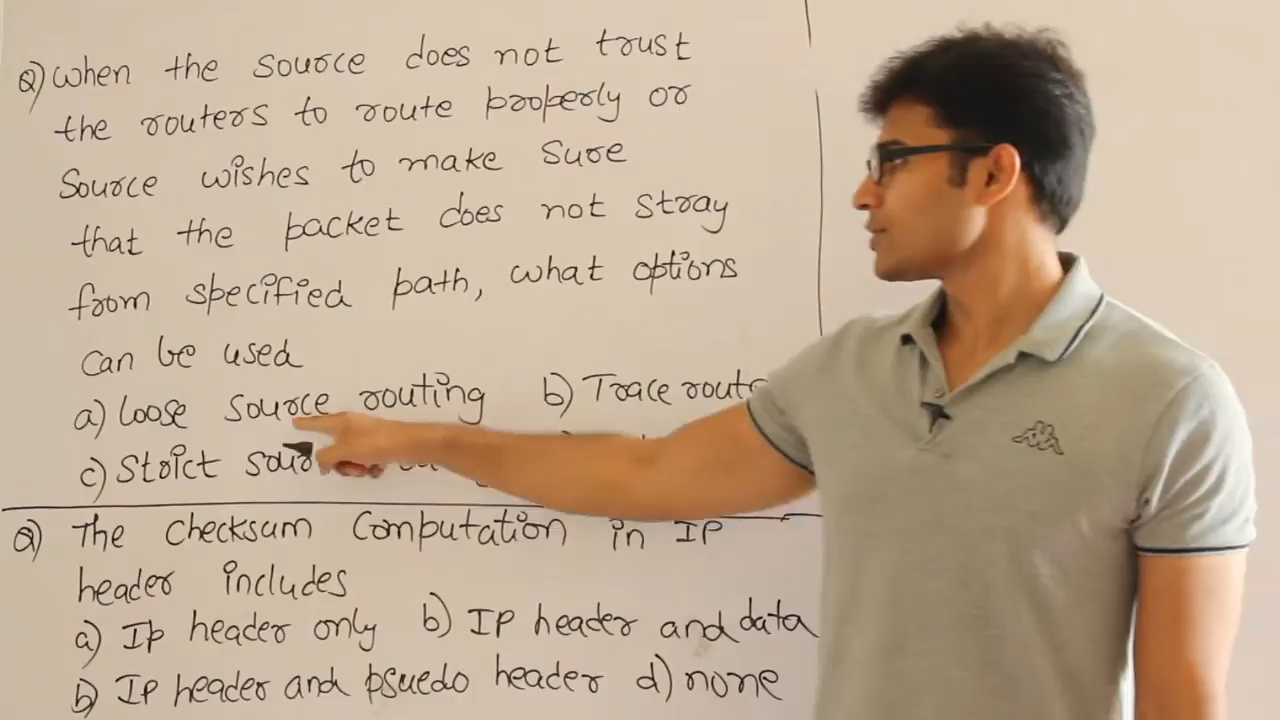 Q) When the source does not trust
the routers to route properly or
Source wishes to make sure
that the packet does not stray
from specified path, what options
can be used
a) loose source routing b) Trace route
c) Strict
Q) The checksum computation in IP
header includes
a) Ip header only b) IP header and data
b) IP header and psuedo header d) none